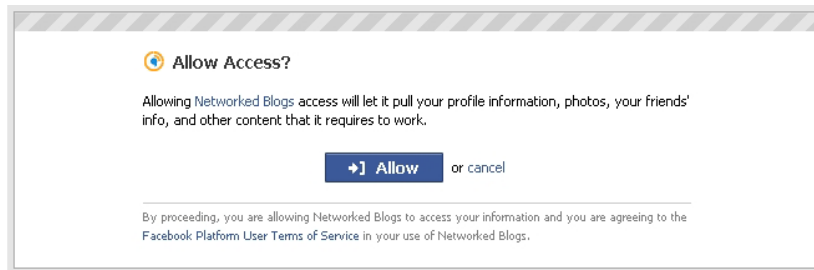 Allow Access?
Allowing Networked Blogs access will let it pull your profile information, photos, your friends'
info, and other content that it requires to work.
Allow or cancel
By proceeding, you are allowing Networked Blogs to access your information and you are agreeing to the
Facebook Platform User Terms of Service in your use of Networked Blogs.